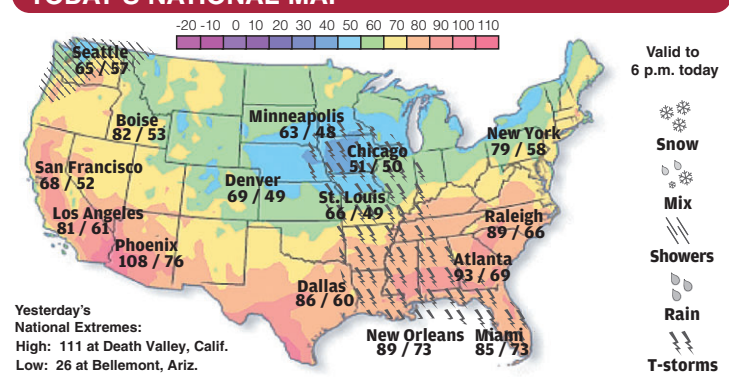 TODAY'S NATIONAL MAP
-20 -10 0 10 20 30 40 50 60 70 80 90 100 110
Valid to
6 p.m. today
Snow
Mix
Showers
Rain
T-storms
Seattle
65 / 57
Boise
82 / 53
Minneapolis
63 / 48
New York
79 / 58
Chicago
51 / 50
San Francisco
68 / 52
Denver
69 / 49
St. Louis
66 / 49
Los Angeles
81 / 61
Raleigh
89 / 66
Phoenix
108 / 76
Atlanta
93 / 69
Dallas
86 / 60
New Orleans
89 / 73
Miami
85 / 73
Yesterday's
National Extremes:
High: 111 at Death Valley, Calif.
Low: 26 at Bellemont, Ariz.